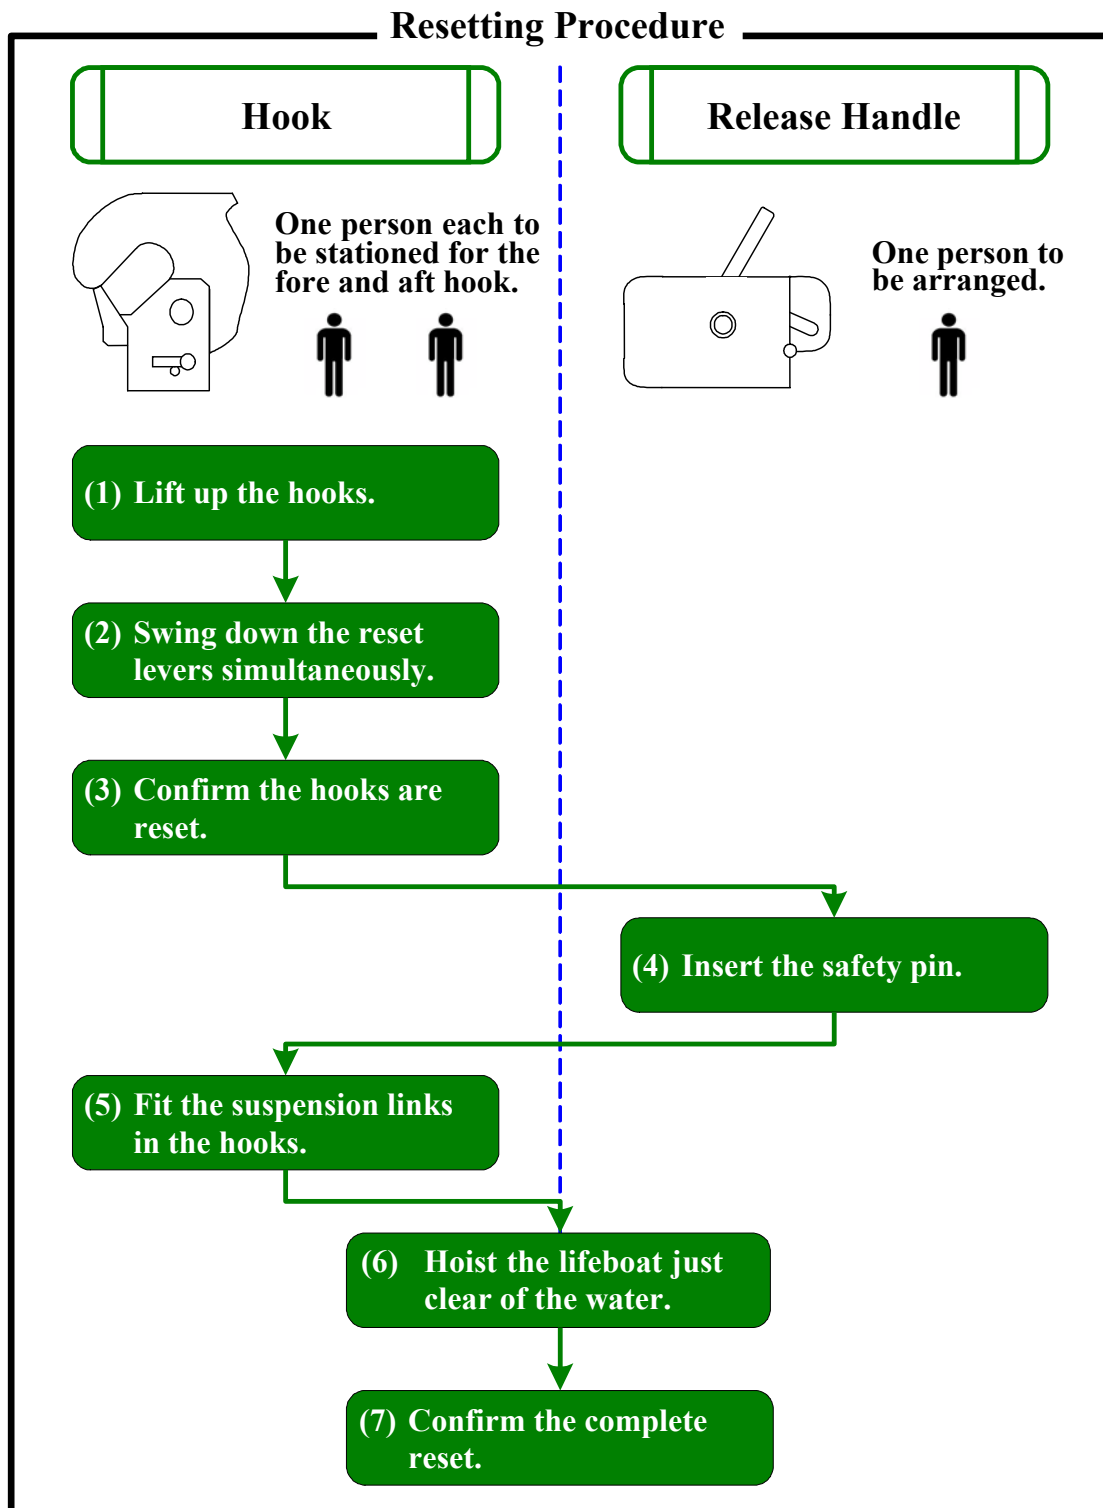 Resetting Procedure
Hook
Release Handle
One person each to
be stationed for the
fore and aft hook.
One person to
be arranged.
(1) Lift up the hooks.
(2) Swing down the reset
levers simultaneously.
(3) Confirm the hooks are
reset.
(4) Insert the safety pin.
(5) Fit the suspension links
in the hooks.
(6) Hoist the lifeboat just
clear of the water.
(7) Confirm the complete
reset.